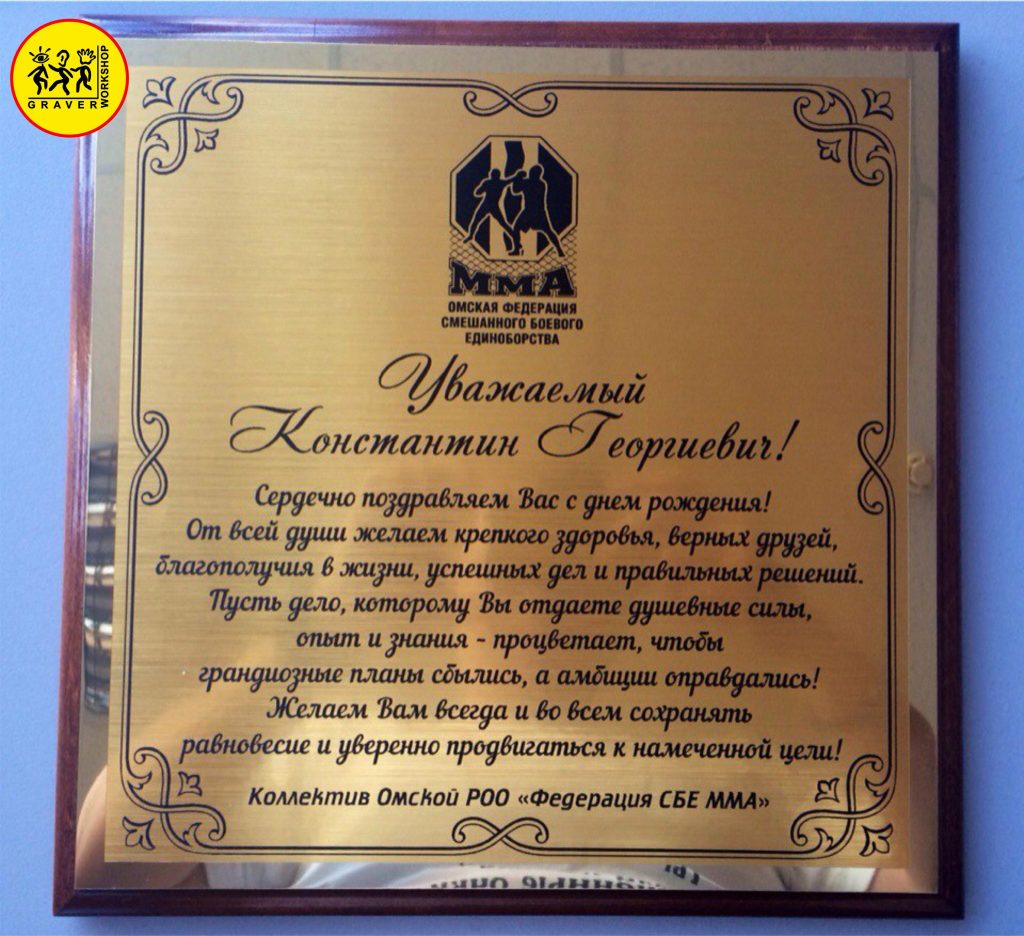 GRAVER
WORKSHOP
MMA
ОМСКАЯ ФЕДЕРАЦИЯ
СМЕШАННОГО БОЕВОГО
ЕДИНОБОРСТВА
Уважаемый
Константин Георгиевич!
Сердечно поздравляем Вас с днем рождения!
От всей души желаем крепкого здоровья, верных друзей,
благополучия в жизни, успешных дел и правильных решений.
Пусть дело, которому Вы отдаете душевные силы,
опыт и знания - процветает, чтобы
грандиозные планы сбылись, а амбиции оправдались!
Желаем Вам всегда и во всем сохранять
равновесие и уверенно продвигаться к намеченной цели!
Коллектив Омской РОО «Федерация СБЕ ММА»